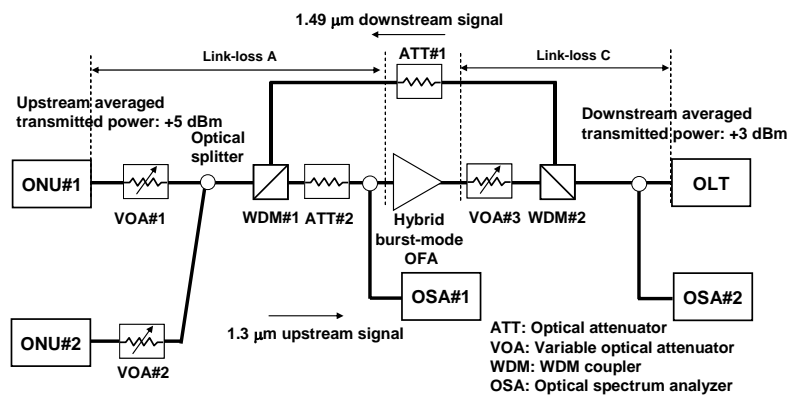 1.49 μm downstream signal
Link-loss A
ATT#1
Link-loss C
Upstream averaged
transmitted power: +5 dBm
Optical
splitter
Downstream averaged
transmitted power: +3 dBm
ONU#1
OLT
VOA#1
WDM#1
ATT#2
Hybrid
burst-mode
OFA
VOA#3
WDM#2
OSA#1
OSA#2
1.3 μm upstream signal
ONU#2
VOA#2
ATT: Optical attenuator
VOA: Variable optical attenuator
WDM: WDM coupler
OSA: Optical spectrum analyzer